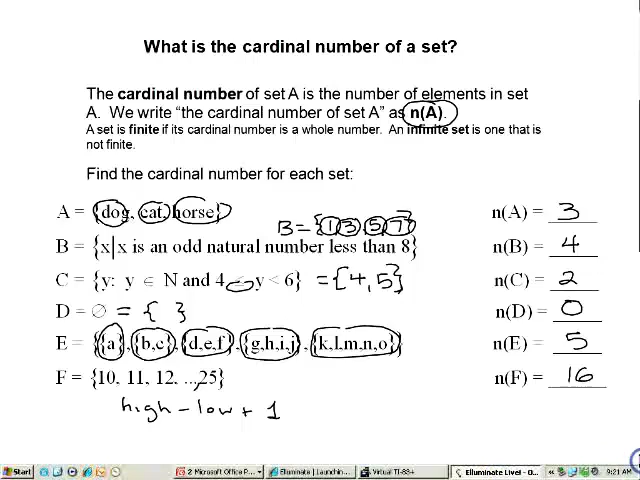 What is the cardinal number of a set?
The cardinal number of set A is the number of elements in set
A. We write "the cardinal number of set A" as n(A).
A set is finite if its cardinal number is a whole number. An infinite set is one that is
not finite.
Find the cardinal number for each set:
A = {dog, cat, horse} n(A) = 3
B = {1, 3, 5, 7}
B = {x|x is an odd natural number less than 8} n(B) = 4
C = {y: y ∈ N and 4 ≤ y < 6} = {4, 5} n(C) = 2
D = ∅ = { } n(D) = 0
E = {{a}, {b,c}, {d,e,f}, {g,h,i,j}, {k,l,m,n,o}} n(E) = 5
F = {10, 11, 12, ..., 25} n(F) = 16
high - low + 1
Start 2 Microsoft Office P... Elluminate | Launchin... Virtual TI-83+ Elluminate Live! - Ele... 9:21 AM